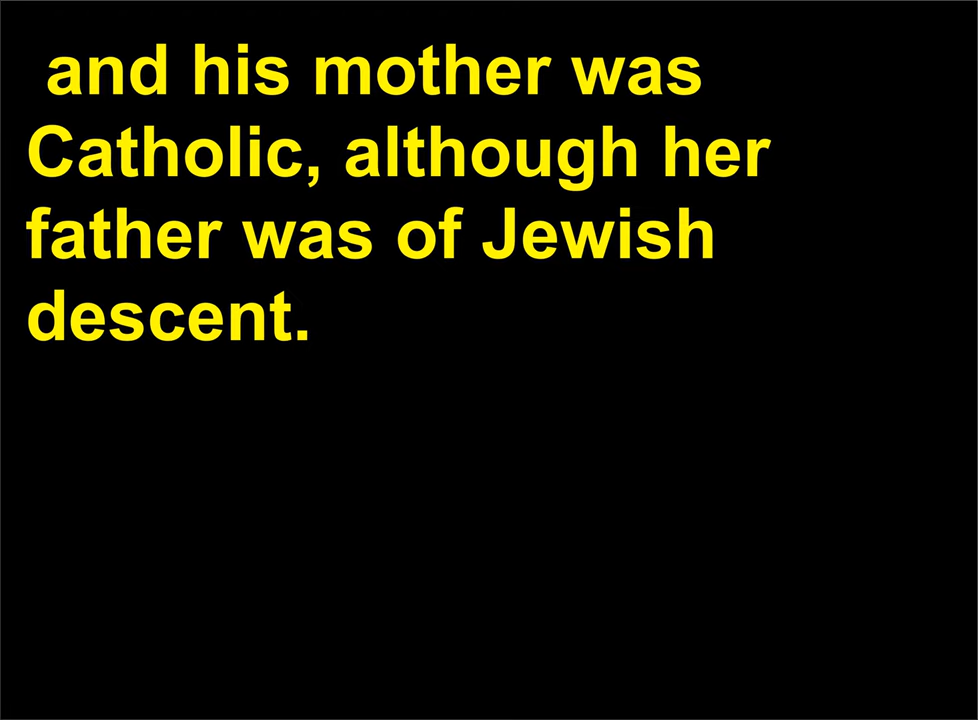 and his mother was
Catholic, although her
father was of Jewish
descent.